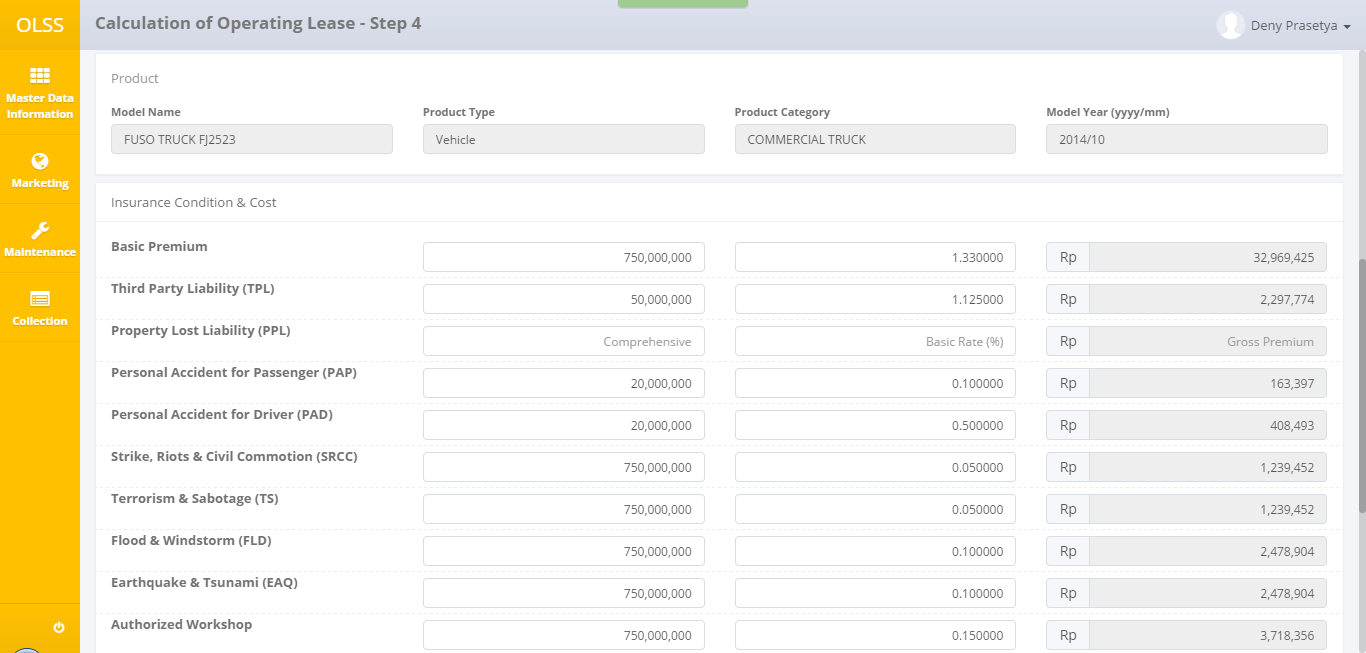 OLSS
Calculation of Operating Lease - Step 4
Deny Prasetya
Master Data
Information
Marketing
Maintenance
Collection
Product
Model Name
Product Type
Product Category
Model Year (yyyy/mm)
FUSO TRUCK FJ2523
Vehicle
COMMERCIAL TRUCK
2014/10
Insurance Condition & Cost
Basic Premium
750,000,000
1.330000
Rp
32,969,425
Third Party Liability (TPL)
50,000,000
1.125000
Rp
2,297,774
Property Lost Liability (PPL)
Comprehensive
Basic Rate (%)
Rp
Gross Premium
Personal Accident for Passenger (PAP)
20,000,000
0.100000
Rp
163,397
Personal Accident for Driver (PAD)
20,000,000
0.500000
Rp
408,493
Strike, Riots & Civil Commotion (SRCC)
750,000,000
0.050000
Rp
1,239,452
Terrorism & Sabotage (TS)
750,000,000
0.050000
Rp
1,239,452
Flood & Windstorm (FLD)
750,000,000
0.100000
Rp
2,478,904
Earthquake & Tsunami (EAQ)
750,000,000
0.100000
Rp
2,478,904
Authorized Workshop
750,000,000
0.150000
Rp
3,718,356